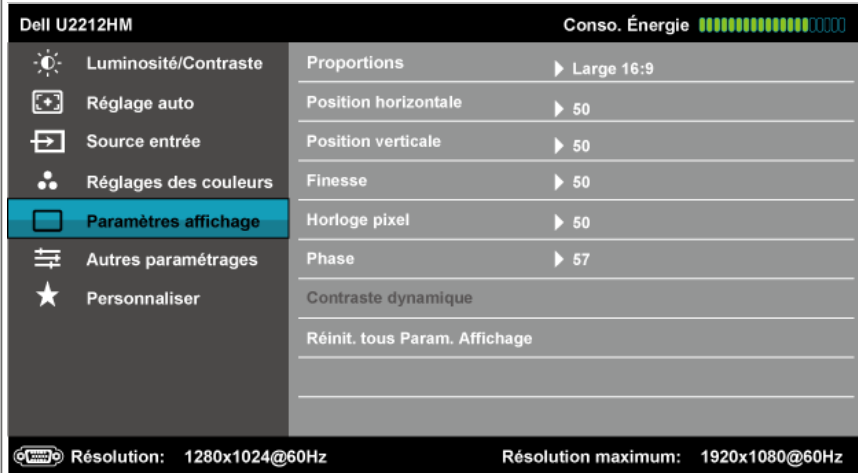 Dell U2212HM Conso. Énergie
Luminosité/Contraste Proportions Large 16:9
Réglage auto Position horizontale 50
Source entrée Position verticale 50
Réglages des couleurs Finesse 50
Paramètres affichage Horloge pixel 50
Autres paramétrages Phase 57
Personnaliser Contraste dynamique
Réinit. tous Param. Affichage
Résolution: 1280x1024@60Hz Résolution maximum: 1920x1080@60Hz